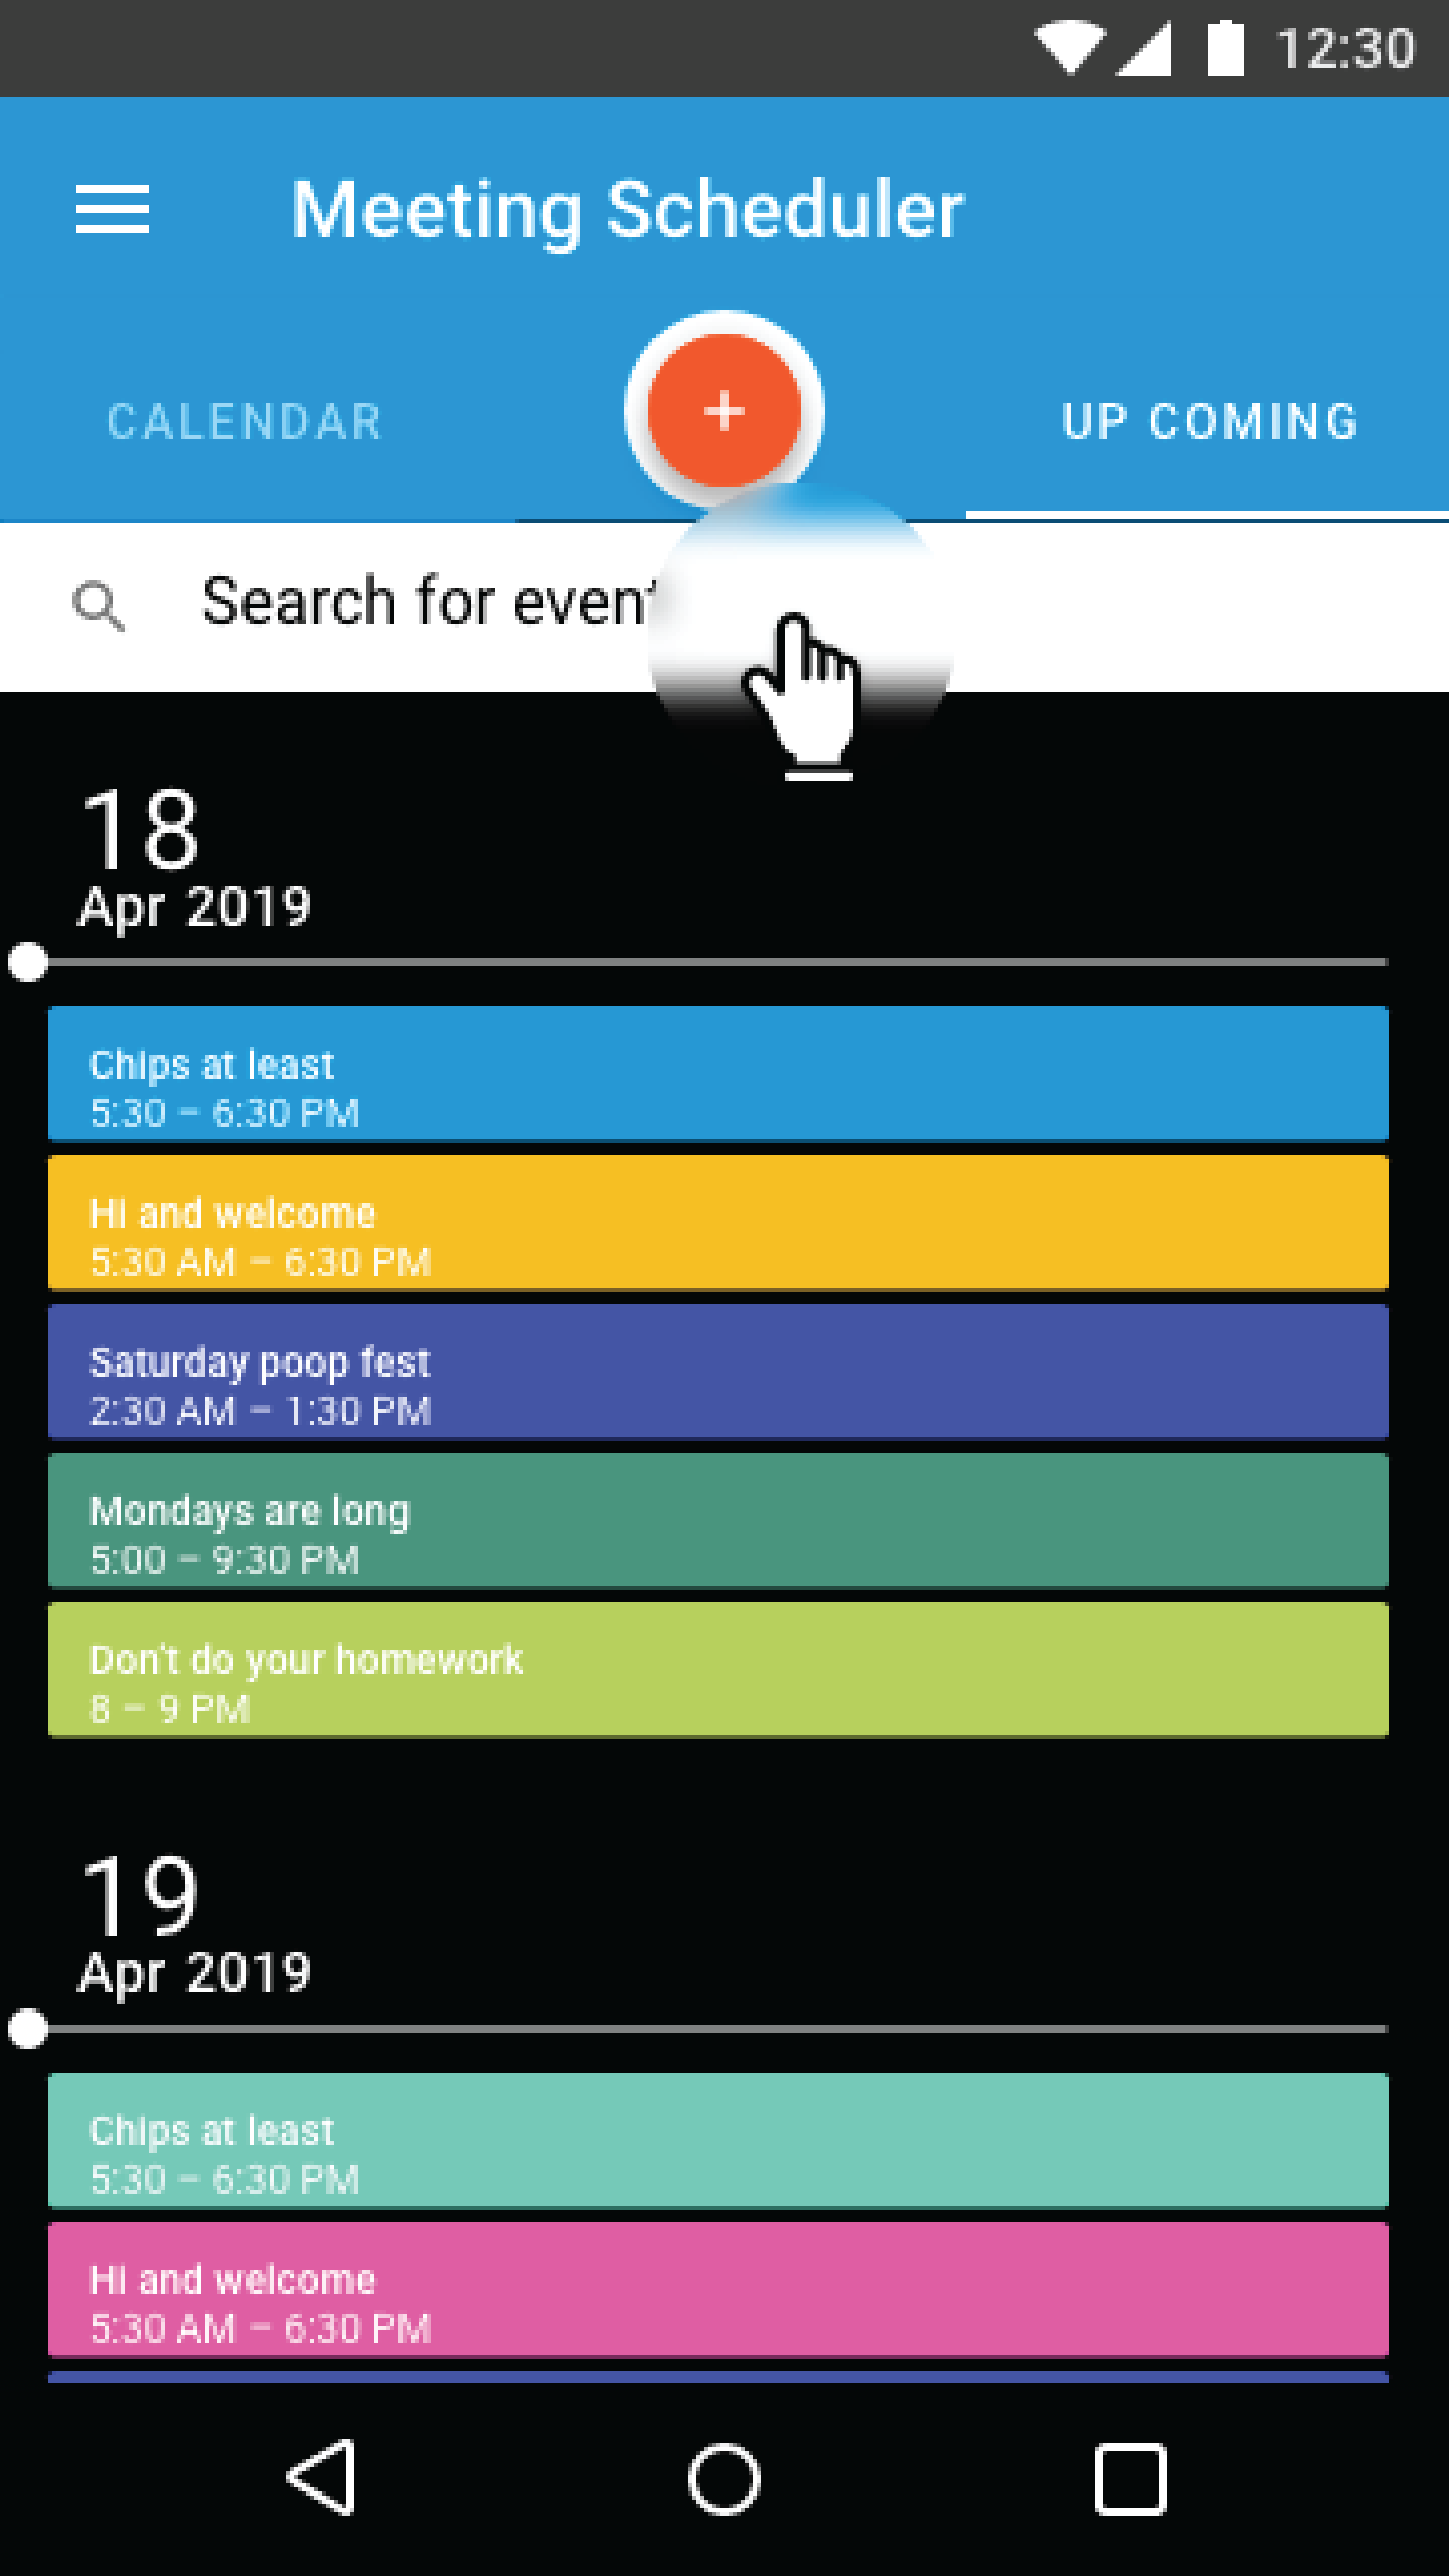 12:30
Meeting Scheduler
CALENDAR
+
UP COMING
Search for event
18
Apr 2019
Chips at least
5:30 – 6:30 PM
Hi and welcome
5:30 AM – 6:30 PM
Saturday poop fest
2:30 AM – 1:30 PM
Mondays are long
5:00 – 9:30 PM
Don't do your homework
8 – 9 PM
19
Apr 2019
Chips at least
5:30 – 6:30 PM
Hi and welcome
5:30 AM – 6:30 PM